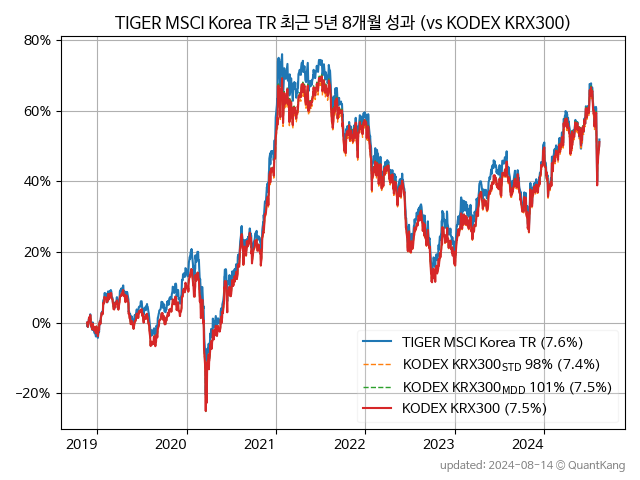 TIGER MSCI Korea TR 최근 5년 8개월 성과 (vs KODEX KRX300)
80%
60%
40%
20%
0%
−20%
TIGER MSCI Korea TR (7.6%)
KODEX KRX300STD 98% (7.4%)
KODEX KRX300MDD 101% (7.5%)
KODEX KRX300 (7.5%)
2019 2020 2021 2022 2023 2024
updated: 2024-08-14 © QuantKang